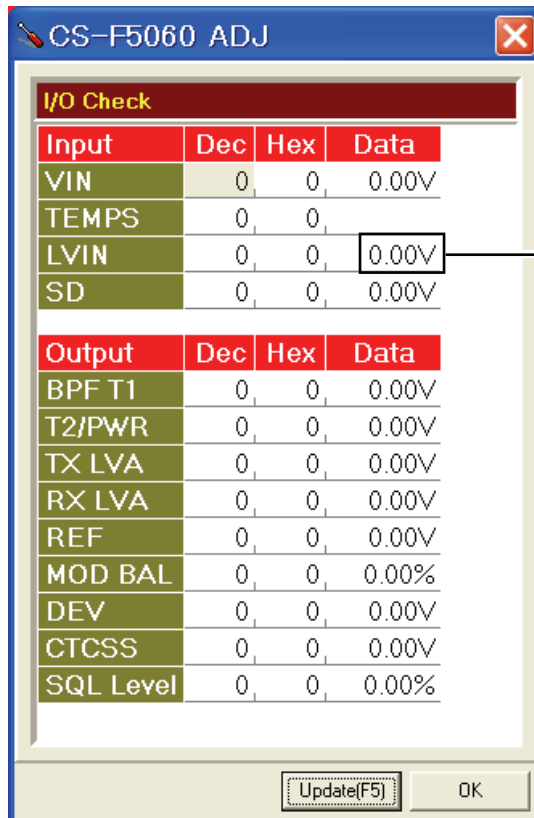 CS-F5060 ADJ
I/O Check
Input Dec Hex Data
VIN 0 0 0.00V
TEMPS 0 0
LVIN 0 0 0.00V
SD 0 0 0.00V
Output Dec Hex Data
BPF T1 0 0 0.00V
T2/PWR 0 0 0.00V
TX LVA 0 0 0.00V
RX LVA 0 0 0.00V
REF 0 0 0.00V
MOD BAL 0 0 0.00%
DEV 0 0 0.00V
CTCSS 0 0 0.00V
SQL Level 0 0 0.00%
Update(F5) OK